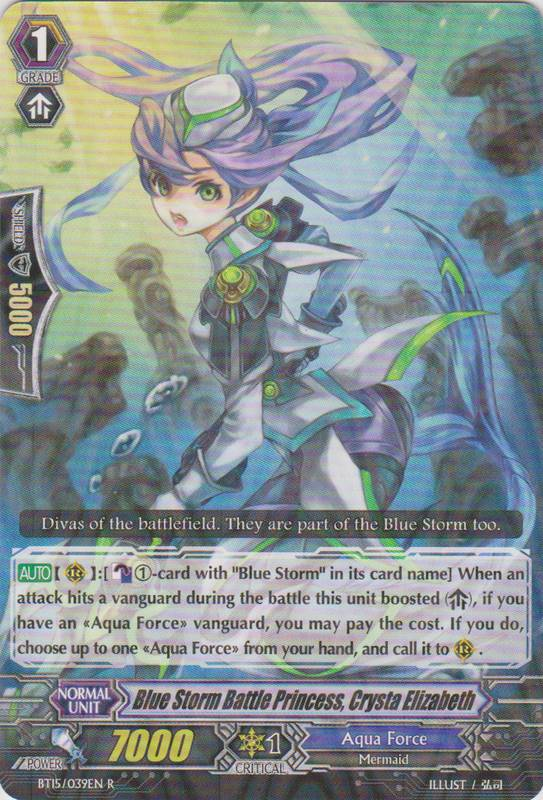 1
GRADE
SHIELD
5000
Divas of the battlefield. They are part of the Blue Storm too.
AUTO【 R 】:[ ①-card with "Blue Storm" in its card name] When an
attack hits a vanguard during the battle this unit boosted ( ), if you
have an «Aqua Force» vanguard, you may pay the cost. If you do,
choose up to one «Aqua Force» from your hand, and call it to R .
NORMAL
UNIT
Blue Storm Battle Princess, Crysta Elizabeth
POWER
7000
1
CRITICAL
Aqua Force
Mermaid
BT15/039EN R
ILLUST / 弘司